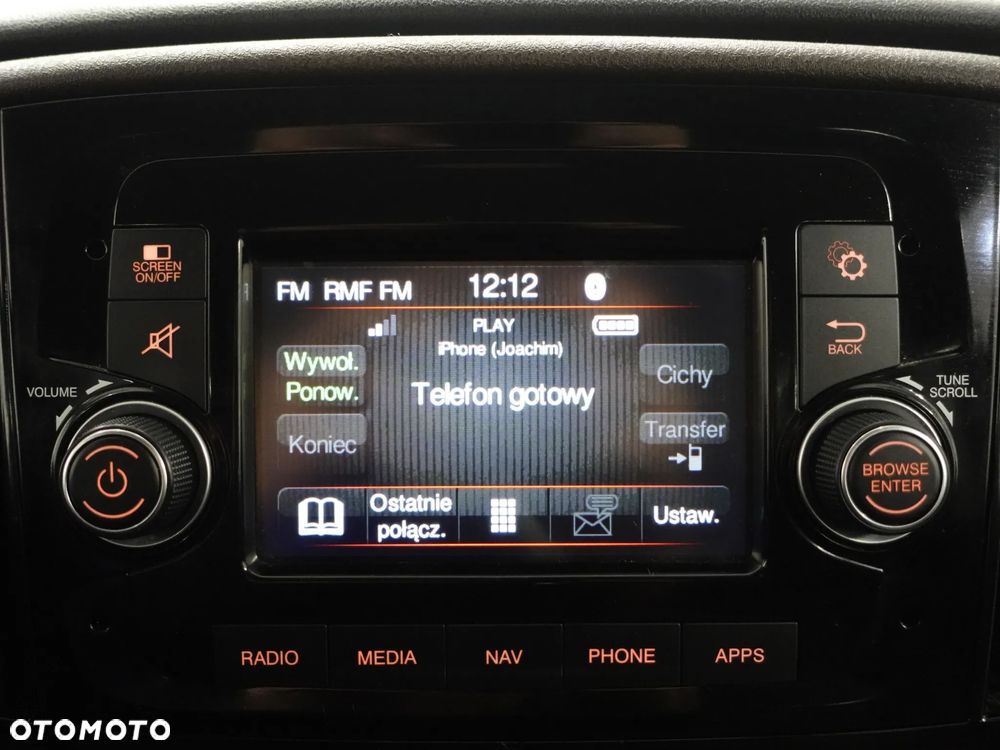 SCREEN
ON/OFF
VOLUME
FM RMF FM 12:12
PLAY
iPhone (Joachim)
Wywoł.
Ponow.
Telefon gotowy
Cichy
Koniec
Transfer
Ostatnie
połącz.
Ustaw.
BACK
TUNE
SCROLL
BROWSE
ENTER
RADIO MEDIA NAV PHONE APPS
OTOMOTO